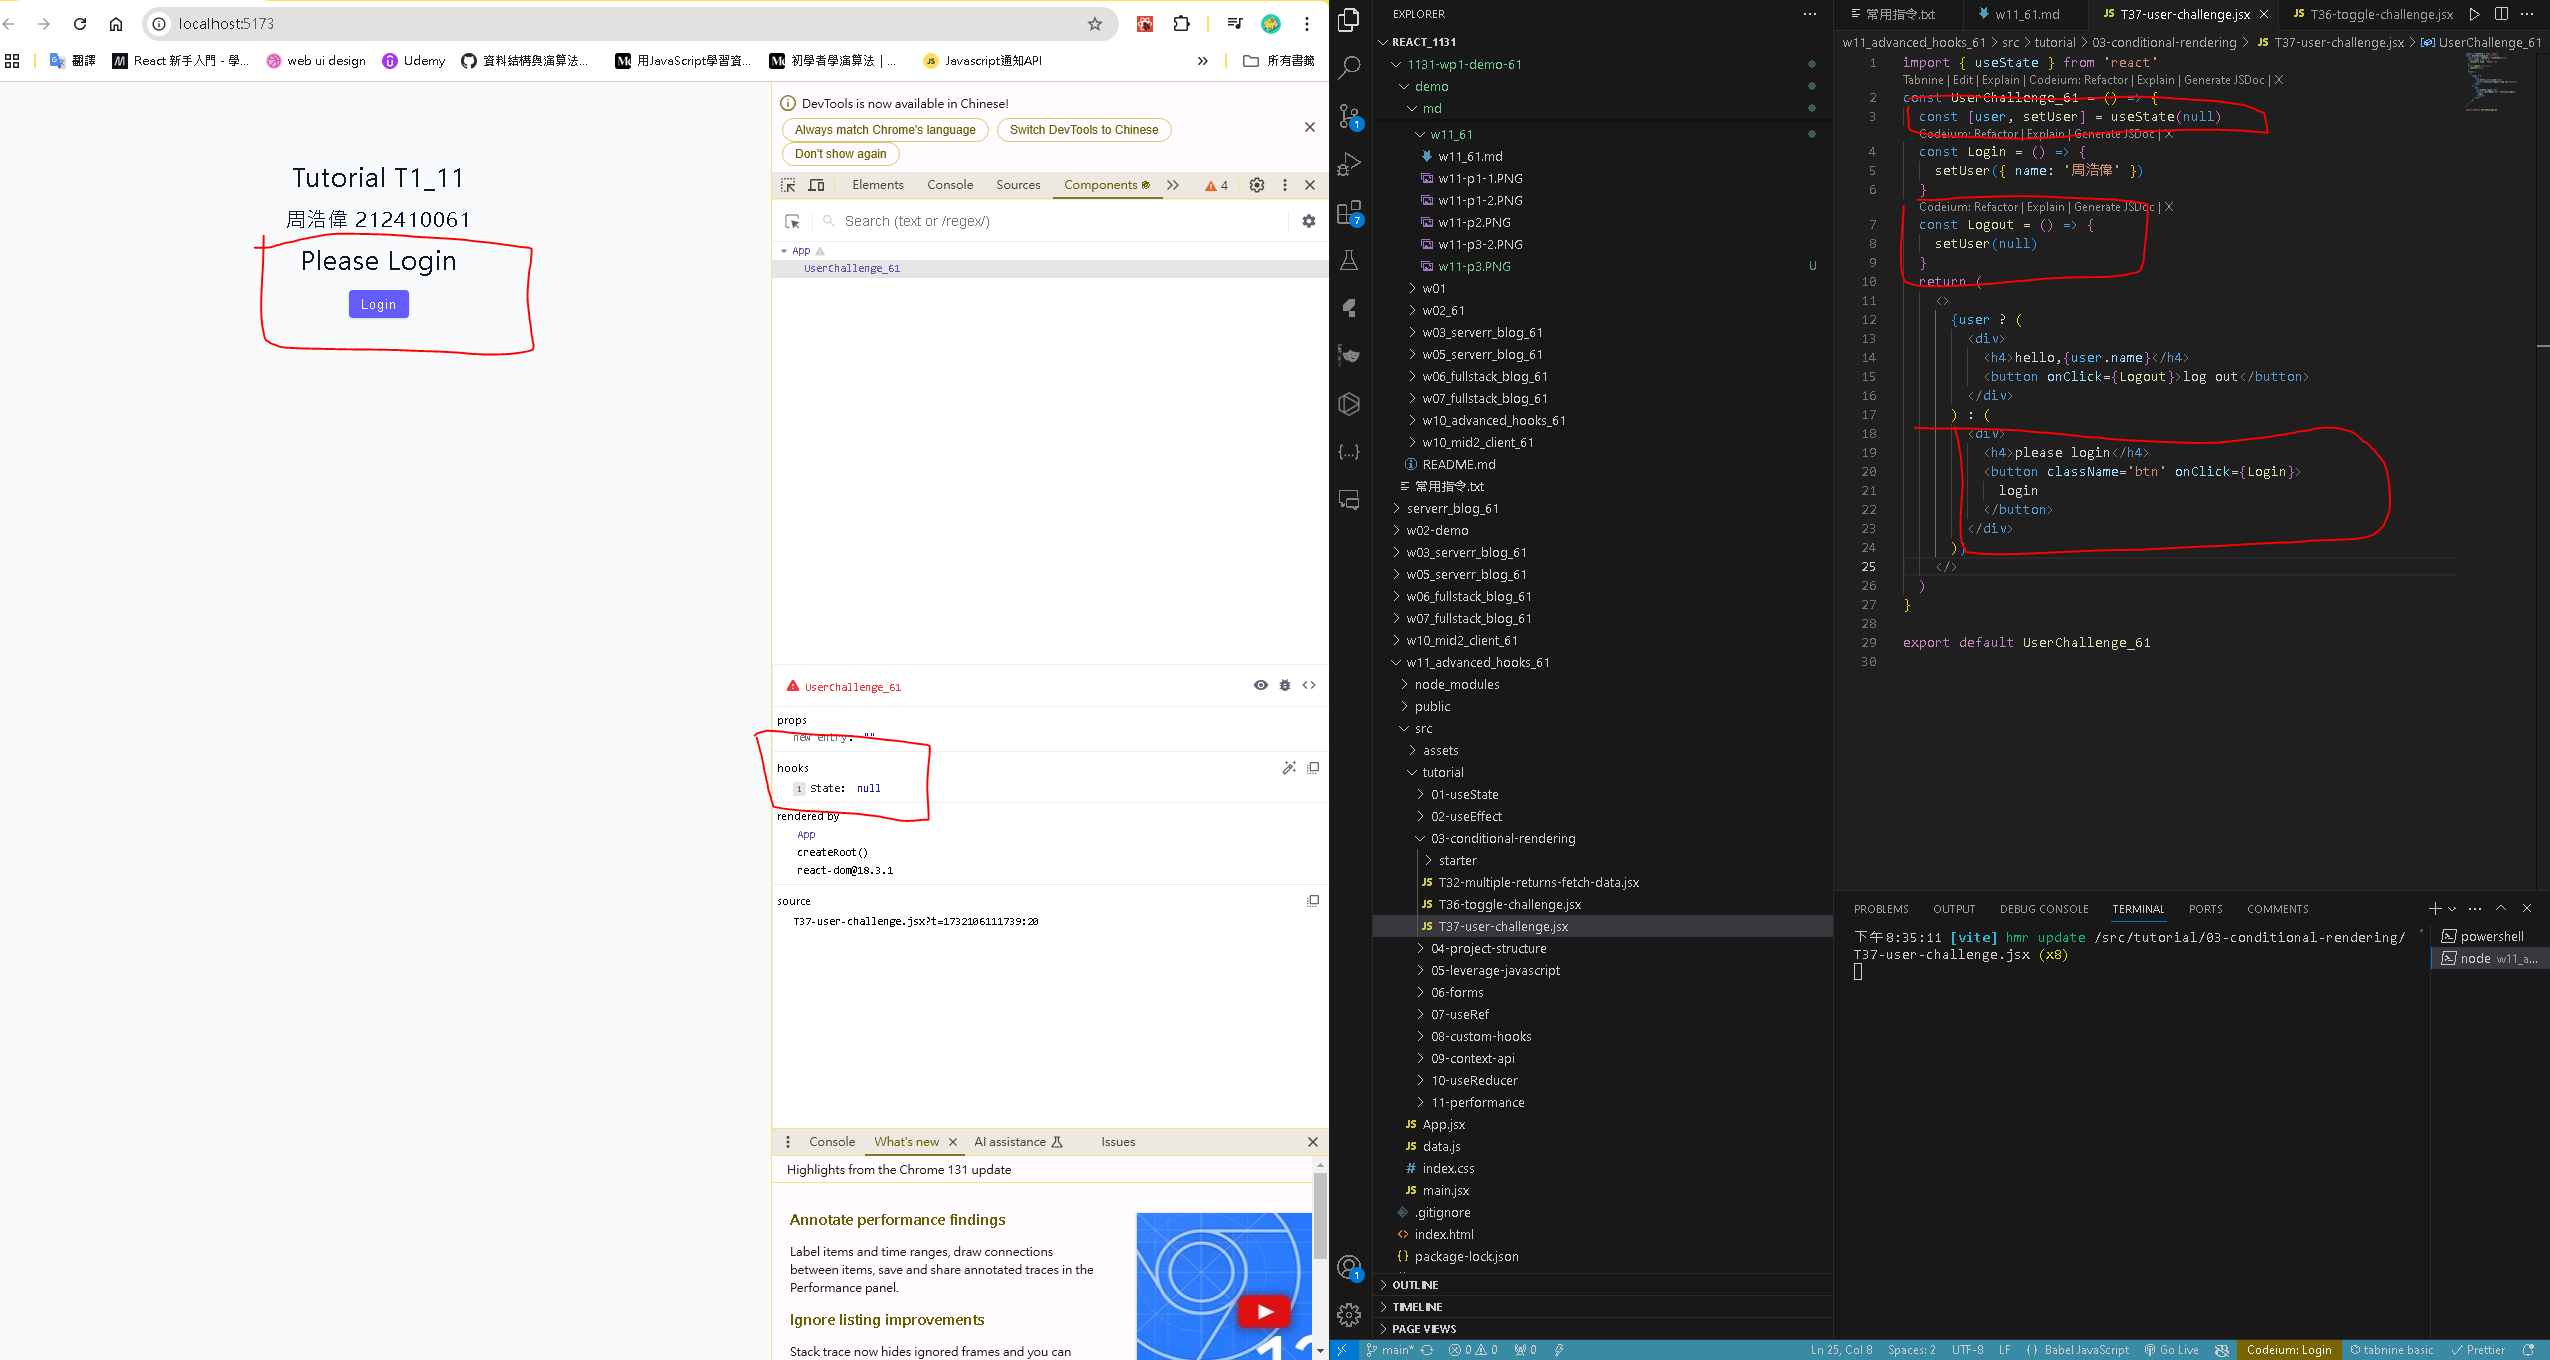 localhost:5173
翻譯
React 新手入門 - 學...
web ui design
Udemy
資料結構與演算法...
用JavaScript學習資...
初學者學演算法｜...
Javascript通知API
所有書籤
Tutorial T1_11
周浩偉 212410061
Please Login
Login
DevTools is now available in Chinese!
Always match Chrome's language
Switch DevTools to Chinese
Don't show again
Elements
Console
Sources
Components
4
Search (text or /regex/)
App
UserChallenge_61
UserChallenge_61
props
new entry: ""
hooks
1 State: null
rendered by
App
createRoot()
react-dom@18.3.1
source
T37-user-challenge.jsx?t=1732106111739:20
Console
What's new
AI assistance
Issues
Highlights from the Chrome 131 update
Annotate performance findings
Label items and time ranges, draw connections
between items, save and share annotated traces in the
Performance panel.
Ignore listing improvements
Stack trace now hides ignored frames and you can
EXPLORER
REACT_1131
1131-wp1-demo-61
demo
md
w11_61
w11_61.md
w11-p1-1.PNG
w11-p1-2.PNG
w11-p2.PNG
w11-p3-2.PNG
w11-p3.PNG U
w01
w02_61
w03_serverr_blog_61
w05_serverr_blog_61
w06_fullstack_blog_61
w07_fullstack_blog_61
w10_advanced_hooks_61
w10_mid2_client_61
README.md
常用指令.txt
serverr_blog_61
w02-demo
w03_serverr_blog_61
w05_serverr_blog_61
w06_fullstack_blog_61
w07_fullstack_blog_61
w10_mid2_client_61
w11_advanced_hooks_61
node_modules
public
src
assets
tutorial
01-useState
02-useEffect
03-conditional-rendering
starter
T32-multiple-returns-fetch-data.jsx
T36-toggle-challenge.jsx
T37-user-challenge.jsx
04-project-structure
05-leverage-javascript
06-forms
07-useRef
08-custom-hooks
09-context-api
10-useReducer
11-performance
App.jsx
data.js
index.css
main.jsx
.gitignore
index.html
package-lock.json
OUTLINE
TIMELINE
PAGE VIEWS
常用指令.txt
w11_61.md
T37-user-challenge.jsx
T36-toggle-challenge.jsx
w11_advanced_hooks_61 > src > tutorial > 03-conditional-rendering > T37-user-challenge.jsx > UserChallenge_61
1 import { useState } from 'react'
Tabnine | Edit | Explain | Codeium: Refactor | Explain | Generate JSDoc | X
2 const UserChallenge_61 = () => {
3 const [user, setUser] = useState(null)
Codeium: Refactor | Explain | Generate JSDoc | X
4 const Login = () => {
5 setUser({ name: '周浩偉' })
6 }
Codeium: Refactor | Explain | Generate JSDoc | X
7 const Logout = () => {
8 setUser(null)
9 }
10 return (
11 <>
12 {user ? (
13 <div>
14 <h4>hello,{user.name}</h4>
15 <button onClick={Logout}>log out</button>
16 </div>
17 ) : (
18 <div>
19 <h4>please login</h4>
20 <button className='btn' onClick={Login}>
21 login
22 </button>
23 </div>
24 )}
25 </>
26 )
27 }
28
29 export default UserChallenge_61
30
PROBLEMS
OUTPUT
DEBUG CONSOLE
TERMINAL
PORTS
COMMENTS
下午8:35:11 [vite] hmr update /src/tutorial/03-conditional-rendering/
T37-user-challenge.jsx (x8)
powershell
node w11_a...
main*
0 0
0
Ln 25, Col 8
Spaces: 2
UTF-8
LF
Babel JavaScript
Go Live
Codeium: Login
tabnine basic
Prettier